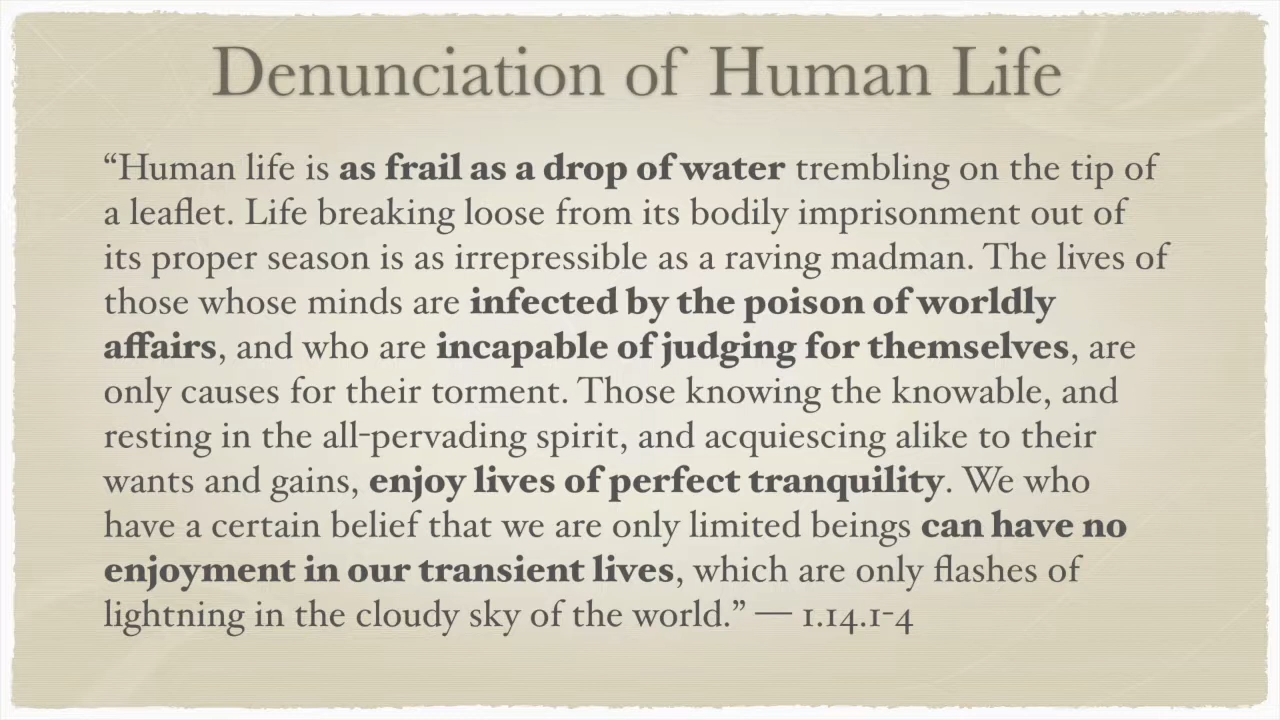 Denunciation of Human Life
“Human life is as frail as a drop of water trembling on the tip of
a leaflet. Life breaking loose from its bodily imprisonment out of
its proper season is as irrepressible as a raving madman. The lives of
those whose minds are infected by the poison of worldly
affairs, and who are incapable of judging for themselves, are
only causes for their torment. Those knowing the knowable, and
resting in the all-pervading spirit, and acquiescing alike to their
wants and gains, enjoy lives of perfect tranquility. We who
have a certain belief that we are only limited beings can have no
enjoyment in our transient lives, which are only flashes of
lightning in the cloudy sky of the world.” — 1.14.1-4